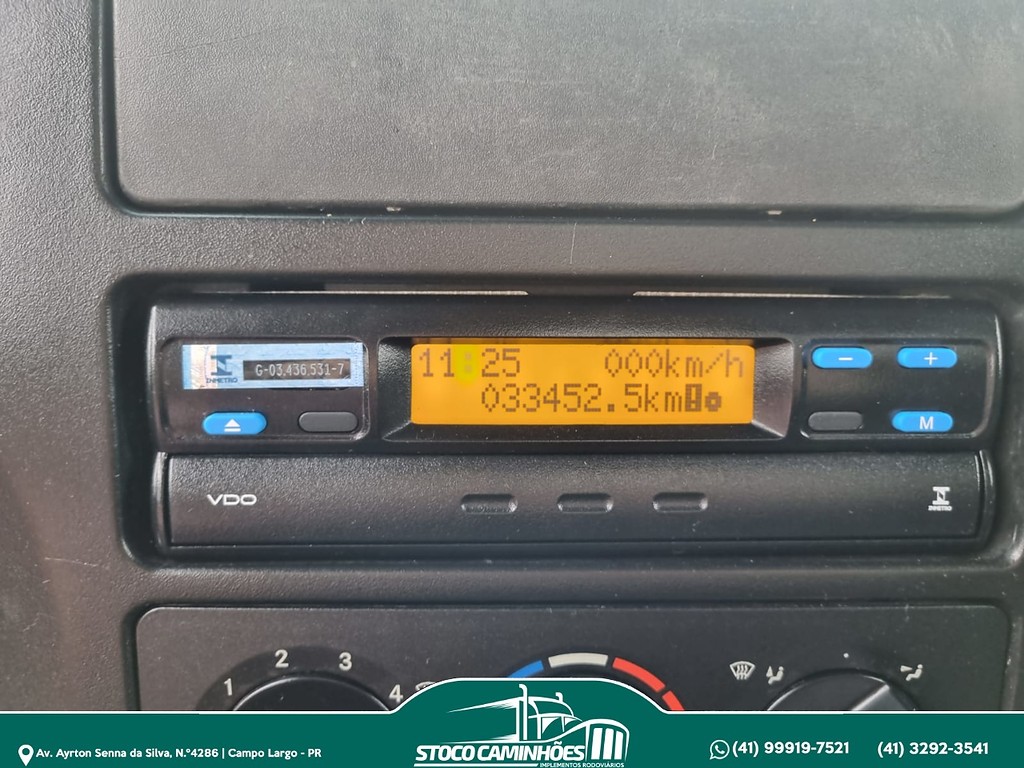 INMETRO
G-03.436.531-7
11:25 000km/h
033452.5km
- +
M
VDO
INMETRO
1 2 3 4
Av. Ayrton Senna da Silva, N.º4286 | Campo Largo - PR
STOCO CAMINHÕES
IMPLEMENTOS RODOVIÁRIOS
(41) 99919-7521 (41) 3292-3541